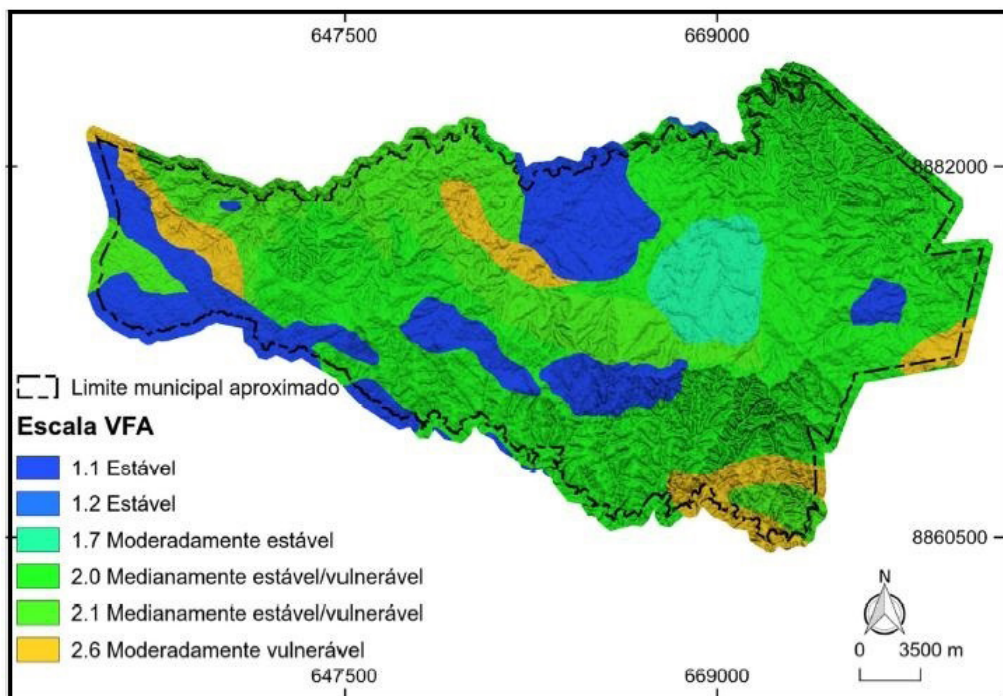 647500 669000
8882000
Limite municipal aproximado
Escala VFA
1.1 Estável
1.2 Estável
1.7 Moderadamente estável
2.0 Medianamente estável/vulnerável
2.1 Medianamente estável/vulnerável
2.6 Moderadamente vulnerável
8860500
N
0 3500 m
647500 669000